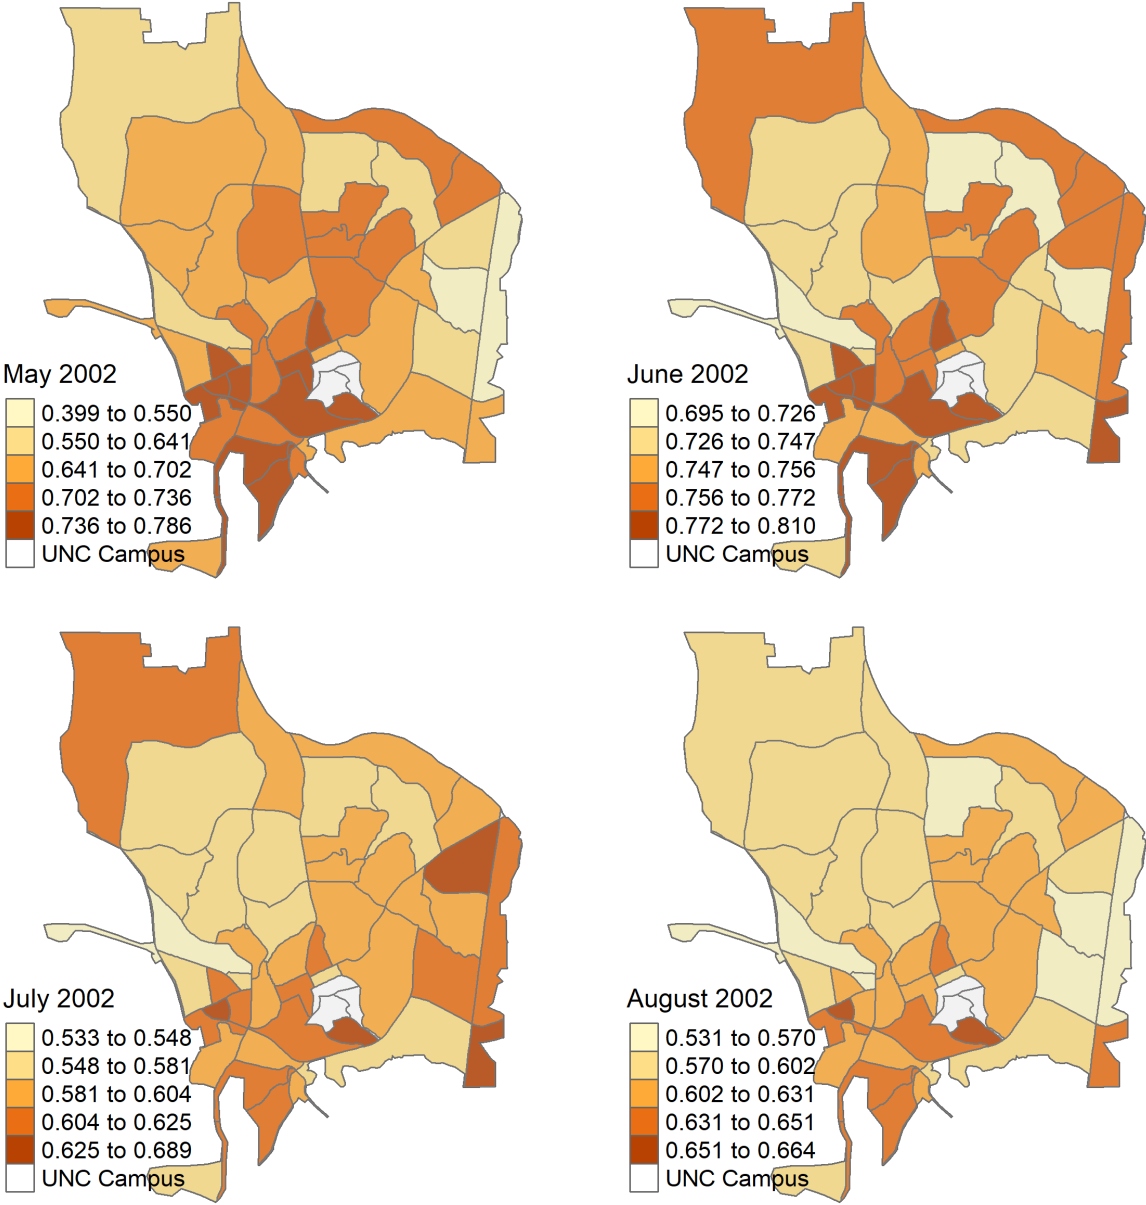 May 2002
0.399 to 0.550
0.550 to 0.641
0.641 to 0.702
0.702 to 0.736
0.736 to 0.786
UNC Campus
June 2002
0.695 to 0.726
0.726 to 0.747
0.747 to 0.756
0.756 to 0.772
0.772 to 0.810
UNC Campus
July 2002
0.533 to 0.548
0.548 to 0.581
0.581 to 0.604
0.604 to 0.625
0.625 to 0.689
UNC Campus
August 2002
0.531 to 0.570
0.570 to 0.602
0.602 to 0.631
0.631 to 0.651
0.651 to 0.664
UNC Campus